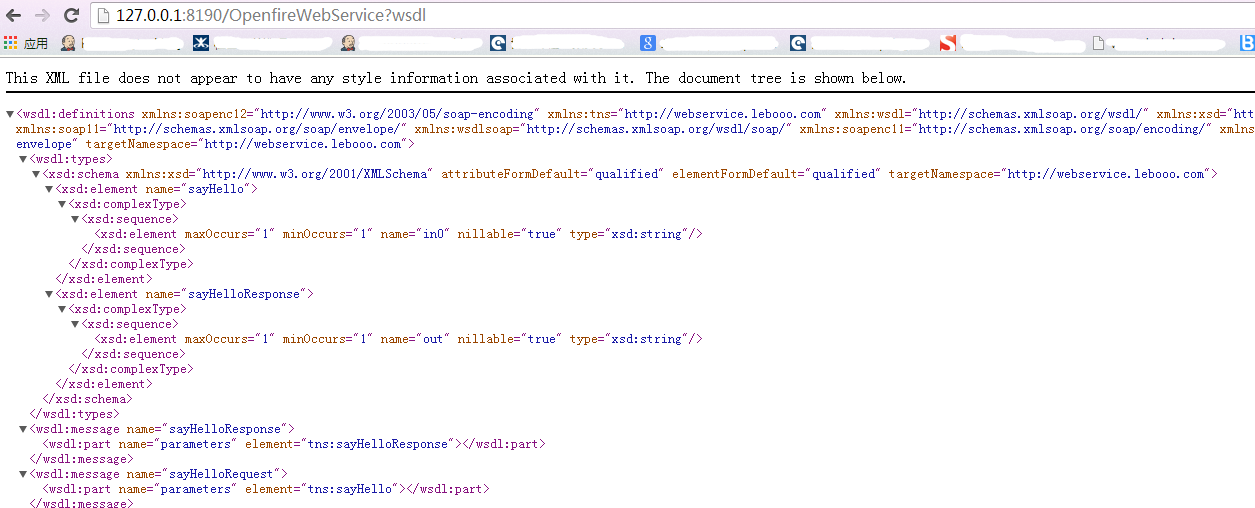 127.0.0.1:8190/OpenfireWebService?wsdl
应用
This XML file does not appear to have any style information associated with it. The document tree is shown below.
▼<wsdl:definitions xmlns:soapenc12="http://www.w3.org/2003/05/soap-encoding" xmlns:tns="http://webservice.lebooo.com" xmlns:wsdl="http://schemas.xmlsoap.org/wsdl/" xmlns:xsd="htt
xmlns:soap11="http://schemas.xmlsoap.org/soap/envelope/" xmlns:wsdlsoap="http://schemas.xmlsoap.org/wsdl/soap/" xmlns:soapenc11="http://schemas.xmlsoap.org/soap/encoding/" xmlns
envelope" targetNamespace="http://webservice.lebooo.com">
▼<wsdl:types>
▼<xsd:schema xmlns:xsd="http://www.w3.org/2001/XMLSchema" attributeFormDefault="qualified" elementFormDefault="qualified" targetNamespace="http://webservice.lebooo.com">
▼<xsd:element name="sayHello">
▼<xsd:complexType>
▼<xsd:sequence>
<xsd:element maxOccurs="1" minOccurs="1" name="in0" nillable="true" type="xsd:string"/>
</xsd:sequence>
</xsd:complexType>
</xsd:element>
▼<xsd:element name="sayHelloResponse">
▼<xsd:complexType>
▼<xsd:sequence>
<xsd:element maxOccurs="1" minOccurs="1" name="out" nillable="true" type="xsd:string"/>
</xsd:sequence>
</xsd:complexType>
</xsd:element>
</xsd:schema>
</wsdl:types>
▼<wsdl:message name="sayHelloResponse">
<wsdl:part name="parameters" element="tns:sayHelloResponse"></wsdl:part>
</wsdl:message>
▼<wsdl:message name="sayHelloRequest">
<wsdl:part name="parameters" element="tns:sayHello"></wsdl:part>
</wsdl:message>